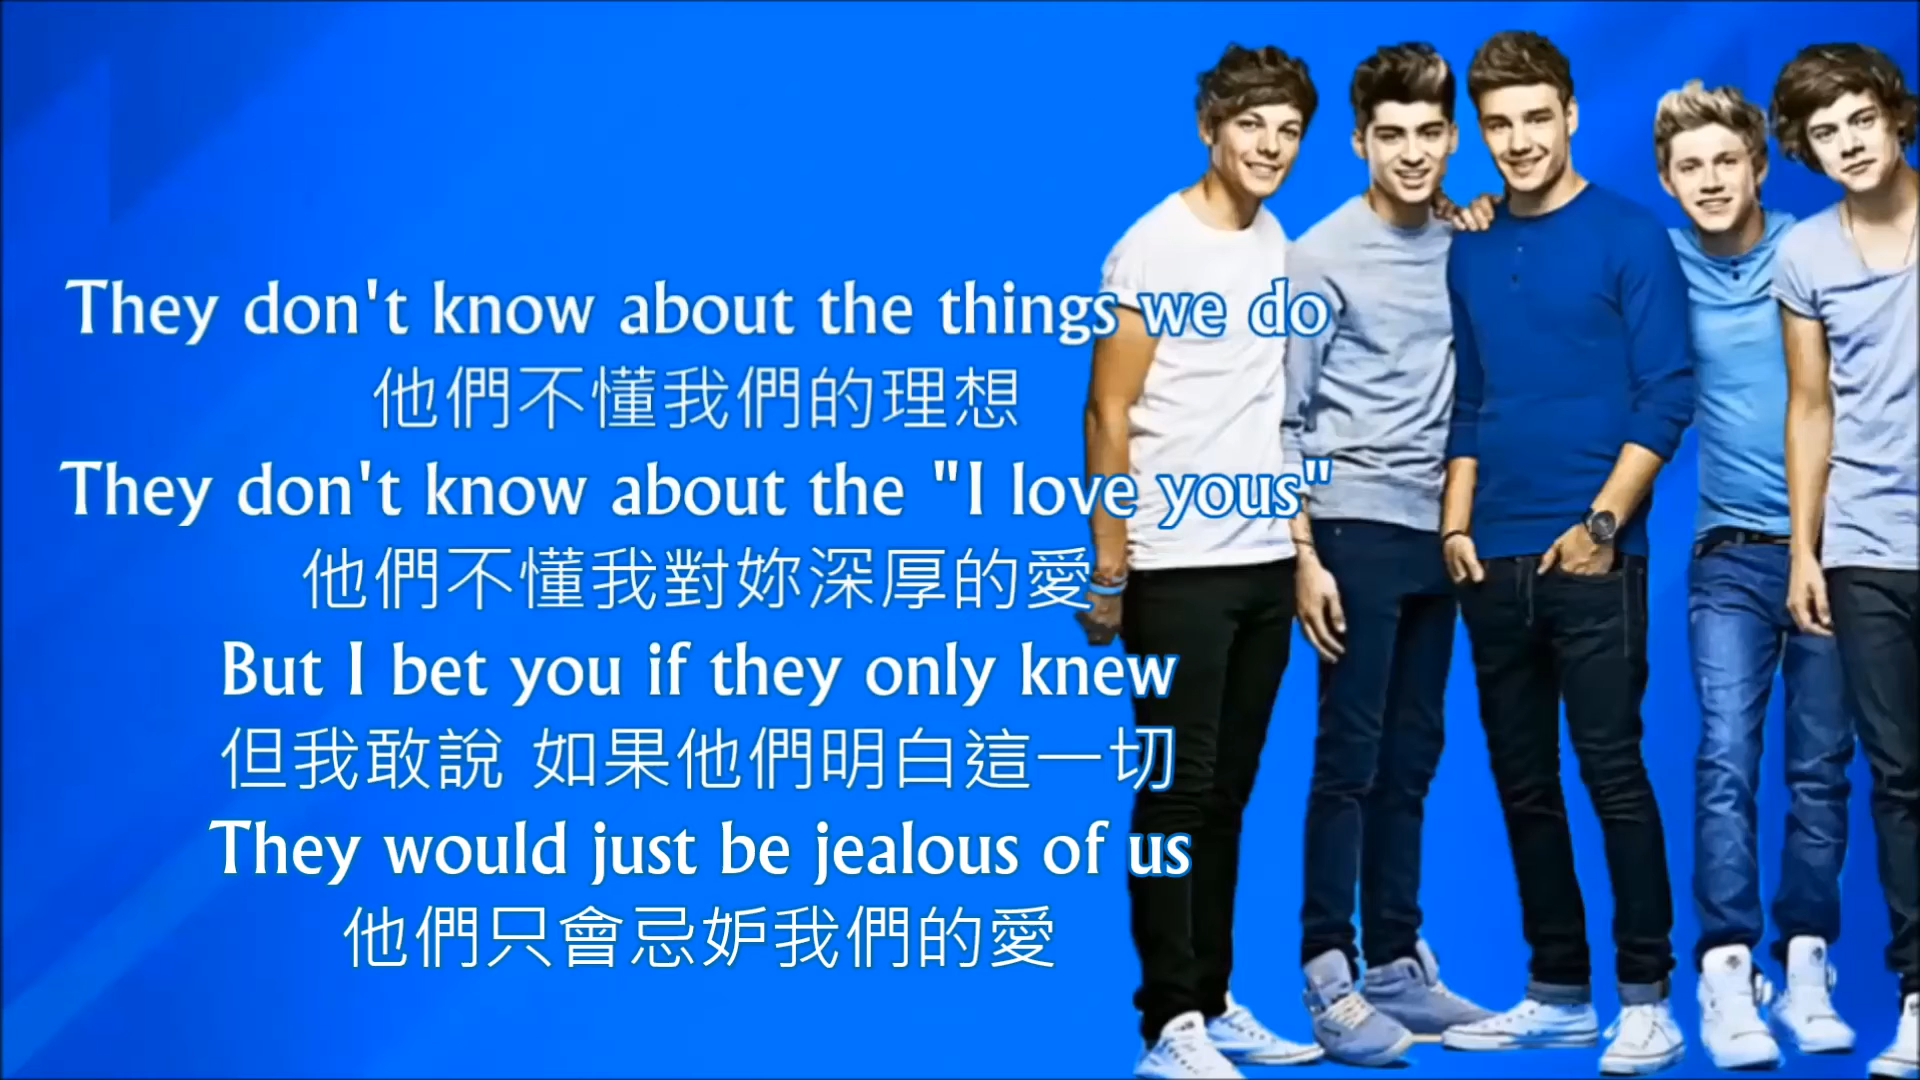 They don't know about the things we do
他們不懂我們的理想
They don't know about the "I love yous"
他們不懂我對妳深厚的愛
But I bet you if they only knew
但我敢說 如果他們明白這一切
They would just be jealous of us
他們只會忌妒我們的愛